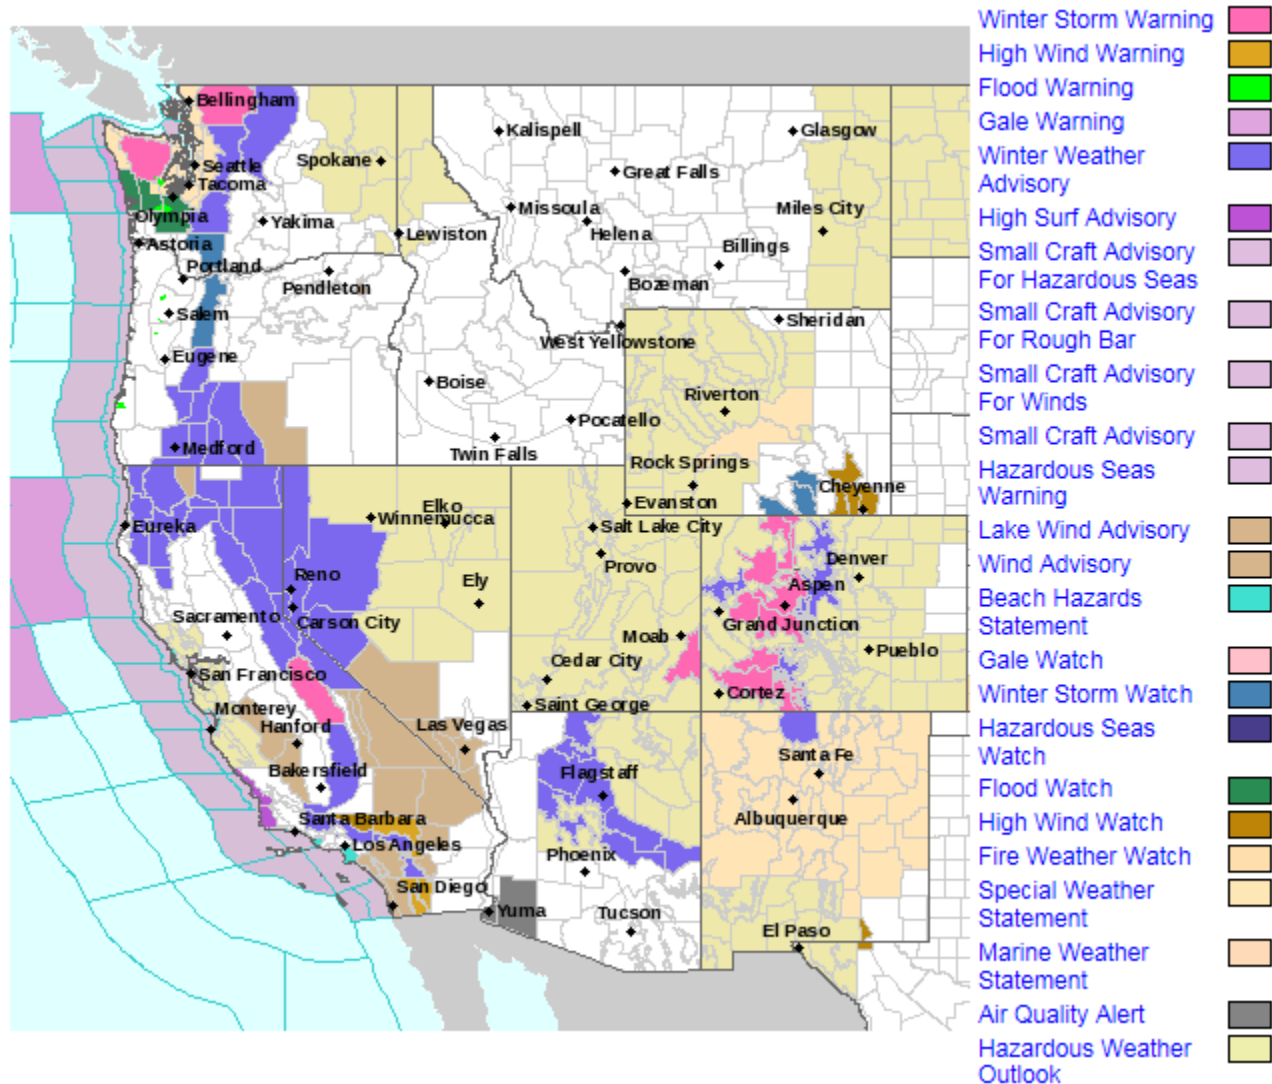 Bellingham
Kalispell
Glasgow
Spokane
Seattle
Great Falls
Tacoma
Missoula
Miles City
Olympia
Yakima
Helena
Lewiston
Billings
Astoria
Portland
Pendleton
Bozeman
Salem
Sheridan
West Yellowstone
Eugene
Boise
Riverton
Pocatello
Medford
Twin Falls
Rock Springs
Cheyenne
Evanston
Elko
Winnemucca
Eureka
Salt Lake City
Provo
Denver
Reno
Ely
Aspen
Sacramento
Carson City
Grand Junction
Moab
Pueblo
San Francisco
Cedar City
Cortez
Monterey
Saint George
Hanford
Las Vegas
Santa Fe
Bakersfield
Flagstaff
Santa Barbara
Albuquerque
Los Angeles
Phoenix
San Diego
Yuma
Tucson
El Paso
Winter Storm Warning
High Wind Warning
Flood Warning
Gale Warning
Winter Weather
Advisory
High Surf Advisory
Small Craft Advisory
For Hazardous Seas
Small Craft Advisory
For Rough Bar
Small Craft Advisory
For Winds
Small Craft Advisory
Hazardous Seas
Warning
Lake Wind Advisory
Wind Advisory
Beach Hazards
Statement
Gale Watch
Winter Storm Watch
Hazardous Seas
Watch
Flood Watch
High Wind Watch
Fire Weather Watch
Special Weather
Statement
Marine Weather
Statement
Air Quality Alert
Hazardous Weather
Outlook